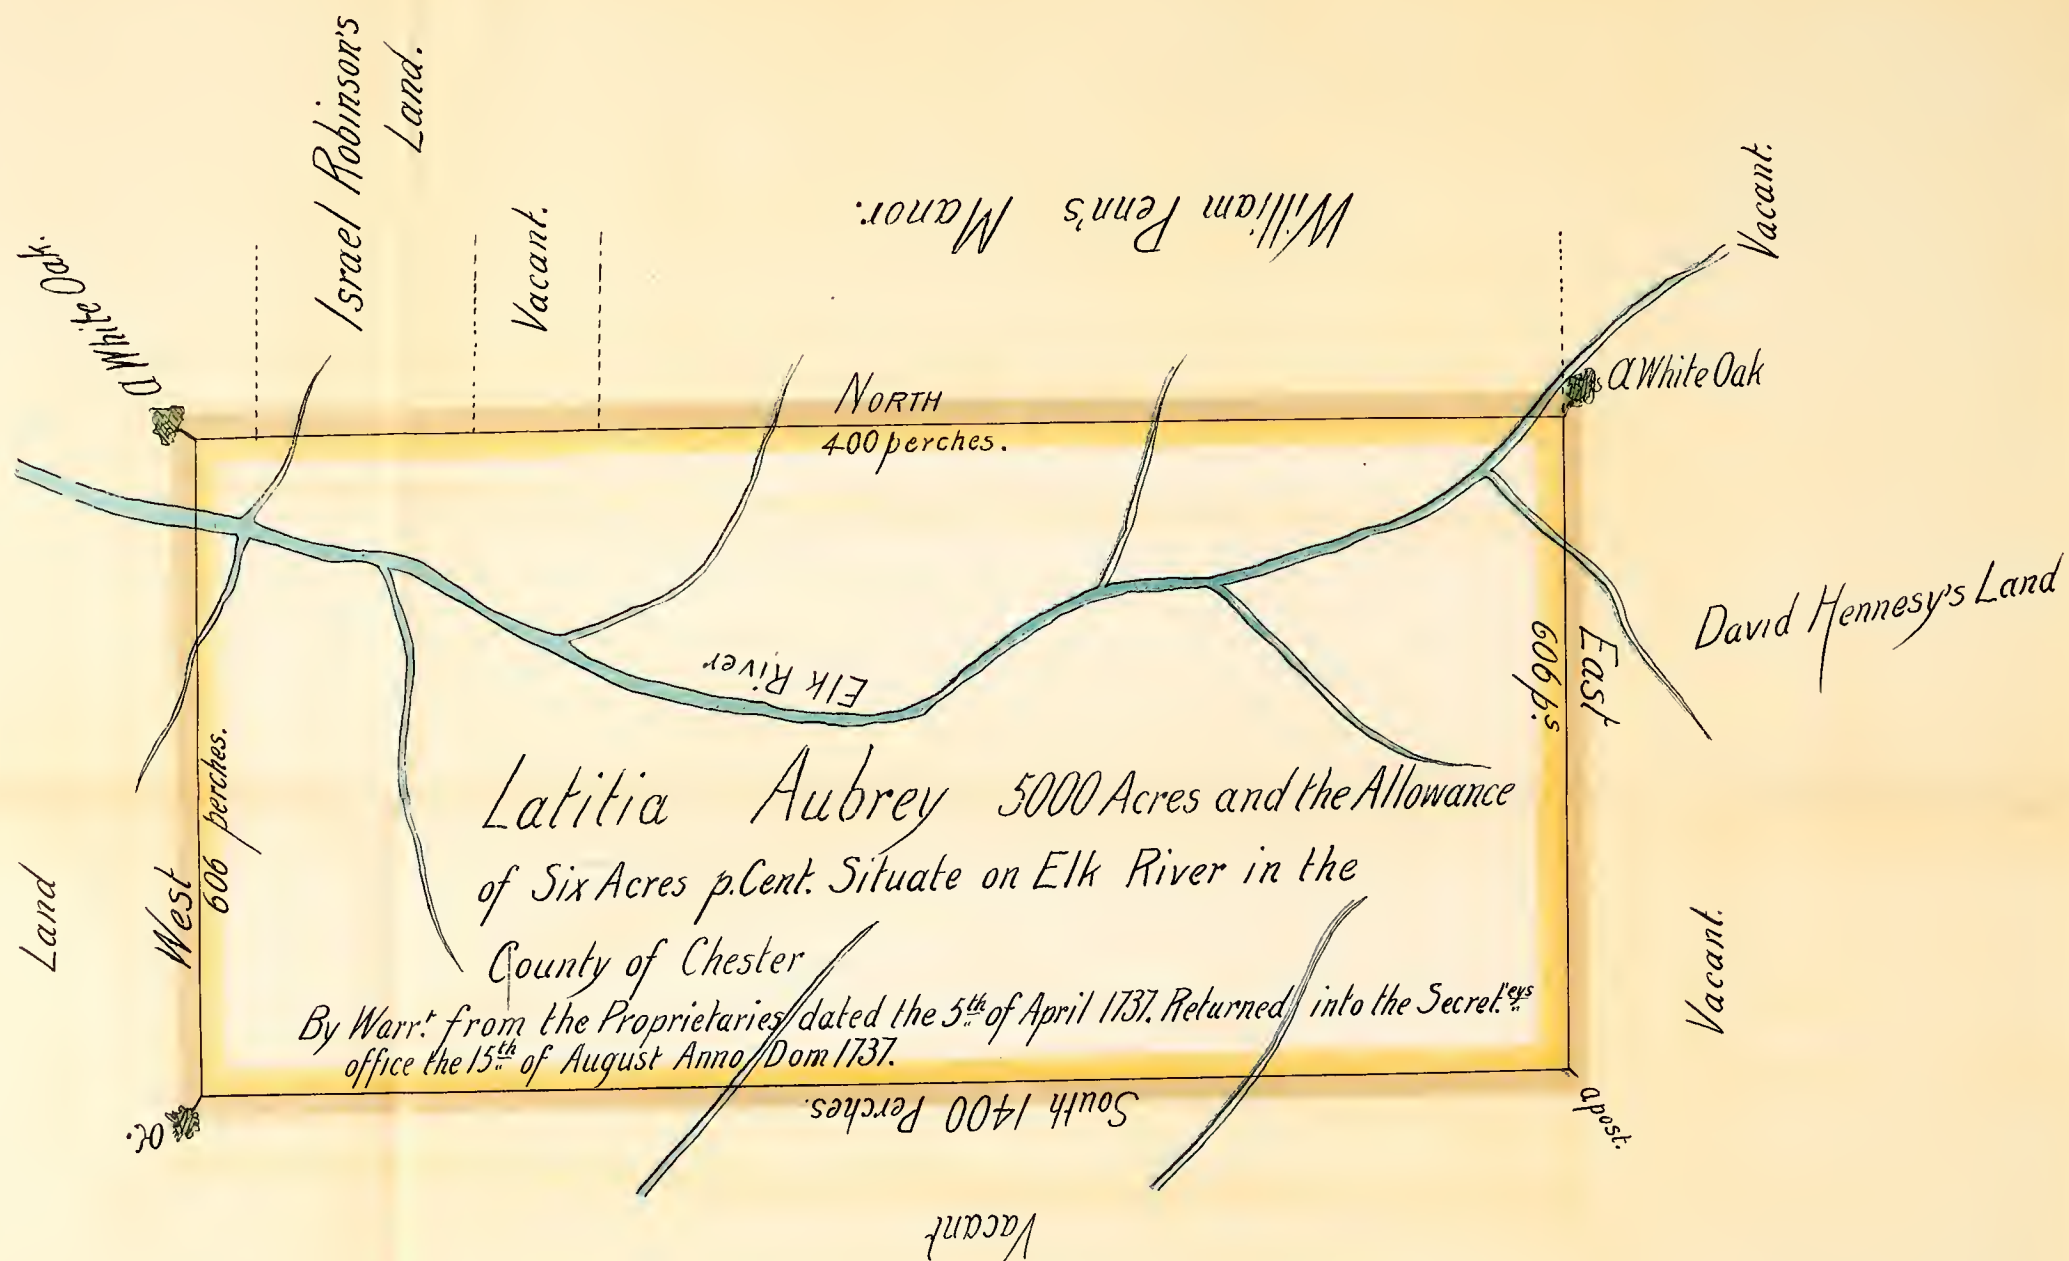 Israel Robinson's
Land.
Vacant.
William Penn's Manor.
Vacant.
a White Oak.
a White Oak
NORTH
400 perches.
Elk River
East
606 p.s
David Hennesy's Land
West
606 perches.
Land
Latitia Aubrey 5000 Acres and the Allowance
of Six Acres p.Cent. Situate on Elk River in the
County of Chester
By Warr.t from the Proprietaries dated the 5th of April 1737. Returned into the Secret.eys
office the 15th of August Anno Dom 1737.
Vacant.
South 1400 Perches.
a post.
Vacant